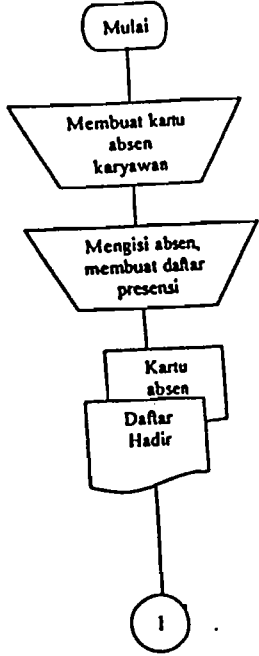 Mulai
Membuat kartu
absen
karyawan
Mengisi absen,
membuat daftar
presensi
Kartu
absen
Daftar
Hadir
1